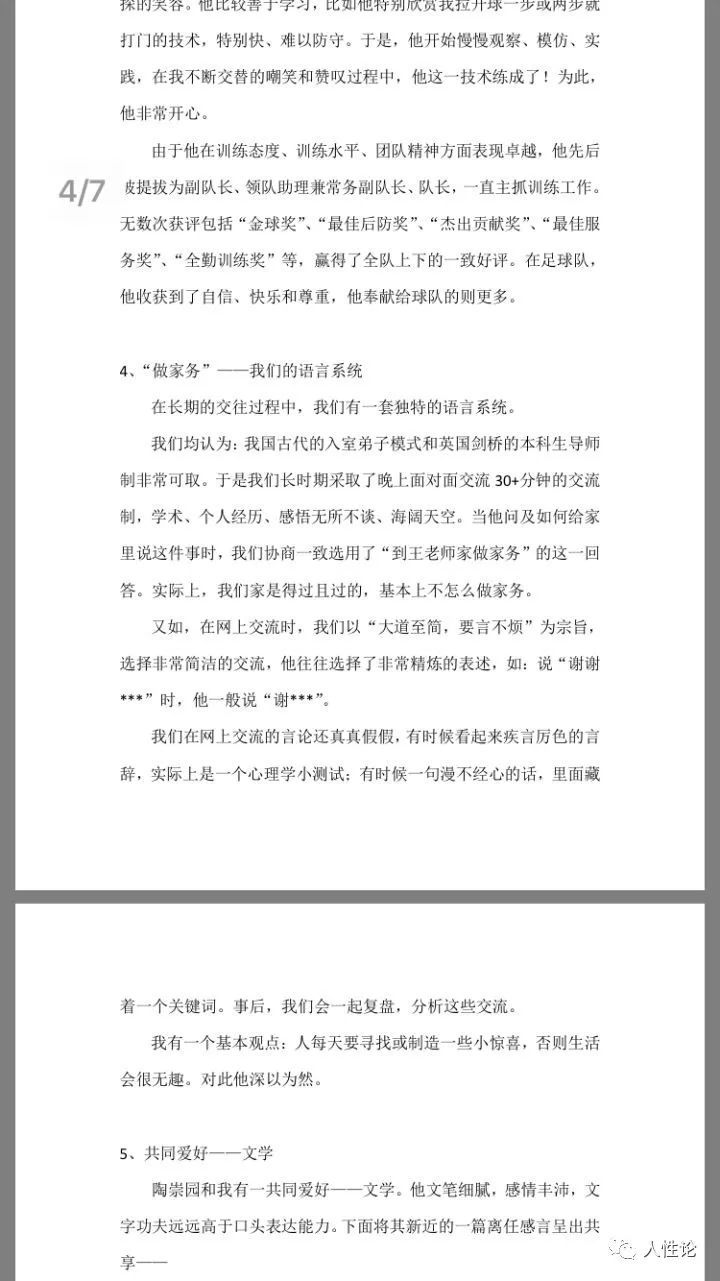 探的笑容。他比较善于学习，比如他特别欣赏我拉开球一步或两步就
打门的技术，特别快、难以防守。于是，他开始慢慢观察、模仿、实
践，在我不断交替的嘲笑和赞叹过程中，他这一技术练成了！为此，
他非常开心。
由于他在训练态度、训练水平、团队精神方面表现卓越，他先后
4/7
被提拔为副队长、领队助理兼常务副队长、队长，一直主抓训练工作。
无数次获评包括“金球奖”、“最佳后防奖”、“杰出贡献奖”、“最佳服
务奖”、“全勤训练奖”等，赢得了全队上下的一致好评。在足球队，
他收获到了自信、快乐和尊重，他奉献给球队的则更多。
4、“做家务”——我们的语言系统
在长期的交往过程中，我们有一套独特的语言系统。
我们均认为：我国古代的入室弟子模式和英国剑桥的本科生导师
制非常可取。于是我们长时期采取了晚上面对面交流 30+分钟的交流
制，学术、个人经历、感悟无所不谈、海阔天空。当他问及如何给家
里说这件事时，我们协商一致选用了“到王老师家做家务”的这一回
答。实际上，我们家是得过且过的，基本上不怎么做家务。
又如，在网上交流时，我们以“大道至简，要言不烦”为宗旨，
选择非常简洁的交流，他往往选择了非常精炼的表述，如：说“谢谢
***”时，他一般说“谢***”。
我们在网上交流的言论还真真假假，有时候看起来疾言厉色的言
辞，实际上是一个心理学小测试；有时候一句漫不经心的话，里面藏
着一个关键词。事后，我们会一起复盘，分析这些交流。
我有一个基本观点：人每天要寻找或制造一些小惊喜，否则生活
会很无趣。对此他深以为然。
5、共同爱好——文学
陶崇园和我有一共同爱好——文学。他文笔细腻，感情丰沛，文
字功夫远远高于口头表达能力。下面将其新近的一篇离任感言呈出共
享——
人性论